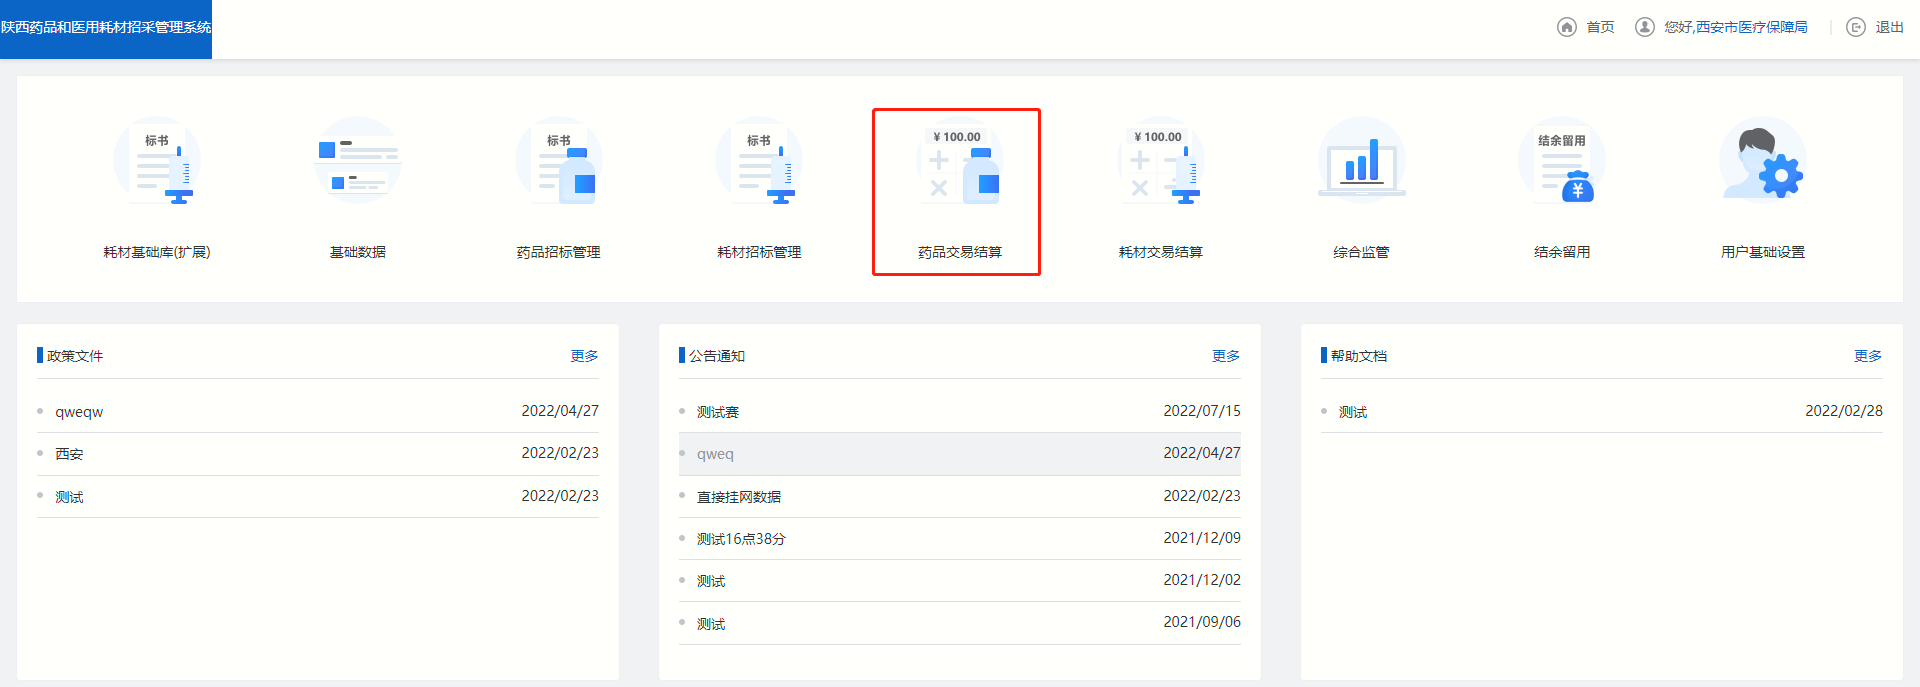 陕西药品和医用耗材招采管理系统
首页
您好,西安市医疗保障局
退出
标书
标书
标书
¥ 100.00
¥ 100.00
结余留用
¥
耗材基础库(扩展)
基础数据
药品招标管理
耗材招标管理
药品交易结算
耗材交易结算
综合监管
结余留用
用户基础设置
政策文件
更多
qweqw
2022/04/27
西安
2022/02/23
测试
2022/02/23
公告通知
更多
测试赛
2022/07/15
qweq
2022/04/27
直接挂网数据
2022/02/23
测试16点38分
2021/12/09
测试
2021/12/02
测试
2021/09/06
帮助文档
更多
测试
2022/02/28